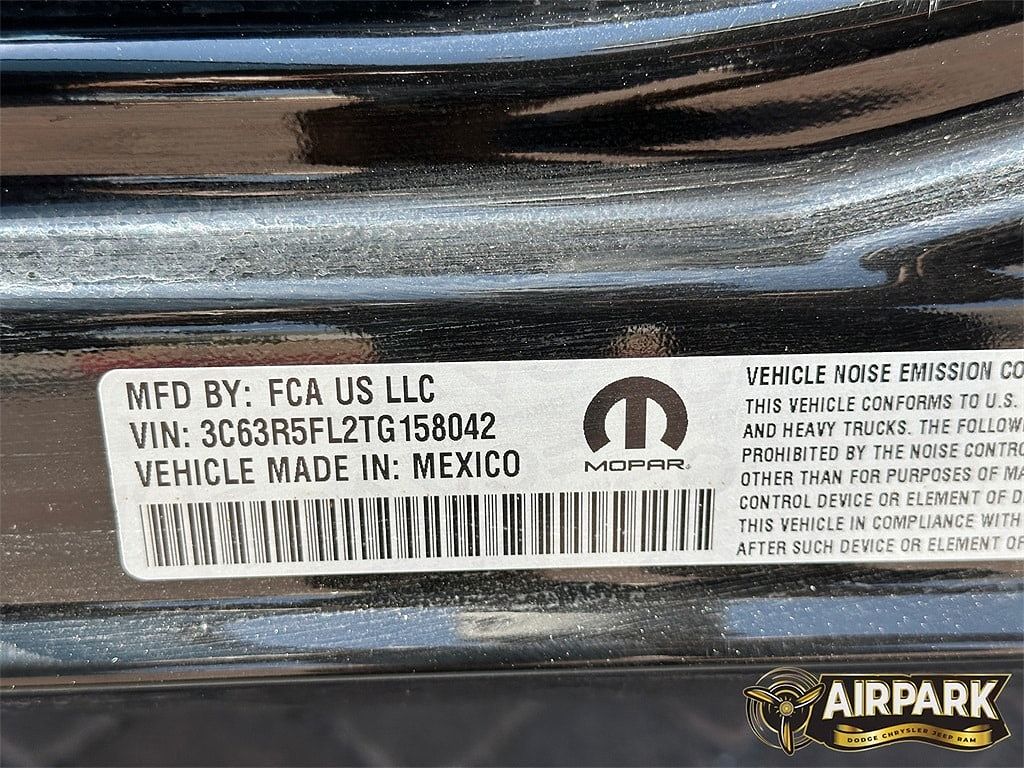 MFD BY: FCA US LLC
VIN: 3C63R5FL2TG158042
VEHICLE MADE IN: MEXICO
MOPAR
VEHICLE NOISE EMISSION CO
THIS VEHICLE CONFORMS TO U.S.
AND HEAVY TRUCKS. THE FOLLOWI
PROHIBITED BY THE NOISE CONTRO
OTHER THAN FOR PURPOSES OF MA
CONTROL DEVICE OR ELEMENT OF D
THIS VEHICLE IN COMPLIANCE WITH
AFTER SUCH DEVICE OR ELEMENT OF
AIRPARK
DODGE CHRYSLER JEEP RAM